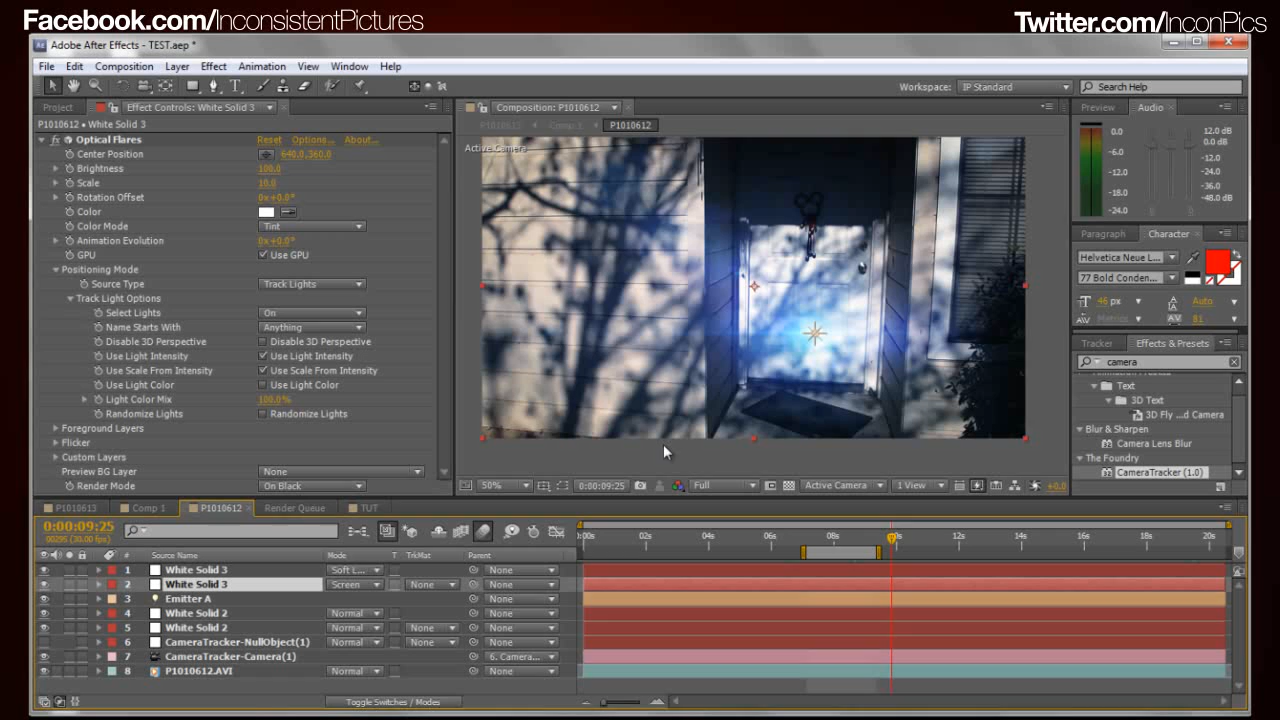 Facebook.com/InconsistentPictures
Twitter.com/InconPics
Adobe After Effects - TEST.aep *
File Edit Composition Layer Effect Animation View Window Help
Workspace: IP Standard
Search Help
Project
Effect Controls: White Solid 3
P1010612 • White Solid 3
Optical Flares Reset Options... About...
Center Position 640.0,360.0
Brightness 100.0
Scale 10.0
Rotation Offset 0x+0.0°
Color
Color Mode Tint
Animation Evolution 0x+0.0°
GPU Use GPU
Positioning Mode
Source Type Track Lights
Track Light Options
Select Lights On
Name Starts With Anything
Disable 3D Perspective Disable 3D Perspective
Use Light Intensity Use Light Intensity
Use Scale From Intensity Use Scale From Intensity
Use Light Color Use Light Color
Light Color Mix 100.0%
Randomize Lights Randomize Lights
Foreground Layers
Flicker
Custom Layers
Preview BG Layer None
Render Mode On Black
Composition: P1010612
P1010613 Comp 1 P1010612
Active Camera
50% 0:00:09:25 Full Active Camera 1 View +0.0
Preview Audio
0.0
-6.0
-12.0
-18.0
-24.0
12.0 dB
0.0 dB
-12.0
-24.0
-36.0
-48.0 dB
Paragraph Character
Helvetica Neue L...
77 Bold Conden...
46 px Auto
Metrics 81
Tracker Effects & Presets
camera
Text
3D Text
3D Fly ...d Camera
Blur & Sharpen
Camera Lens Blur
The Foundry
CameraTracker (1.0)
P1010613 Comp 1 P1010612 Render Queue TUT
0:00:09:25
00295 (30.00 fps)
# Source Name Mode T TrkMat Parent
:00s 02s 04s 06s 08s 12s 14s 16s 18s 20s
1 White Solid 3 Soft L... None
2 White Solid 3 Screen None None
3 Emitter A None
4 White Solid 2 Normal None
5 White Solid 2 Normal None None
6 CameraTracker-NullObject(1) Normal None None
7 CameraTracker-Camera(1) 6. Camera...
8 P1010612.AVI Normal None
Toggle Switches / Modes